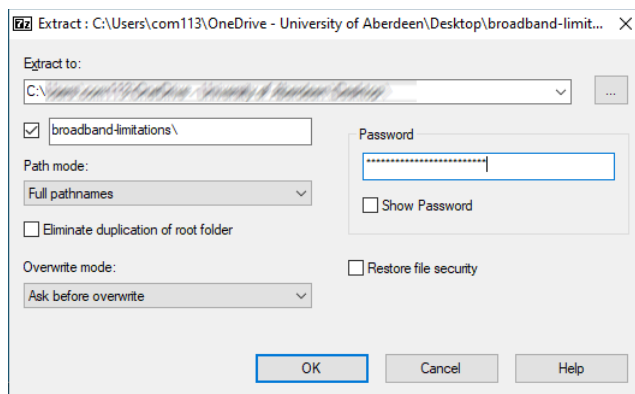 7z Extract : C:\Users\com113\OneDrive - University of Aberdeen\Desktop\broadband-limit...
Extract to:
C:\
...
broadband-limitations\
Path mode:
Full pathnames
Eliminate duplication of root folder
Overwrite mode:
Ask before overwrite
Password
**************************
Show Password
Restore file security
OK Cancel Help